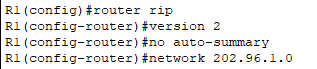 R1(config)#router rip
R1(config-router)#version 2
R1(config-router)#no auto-summary
R1(config-router)#network 202.96.1.0